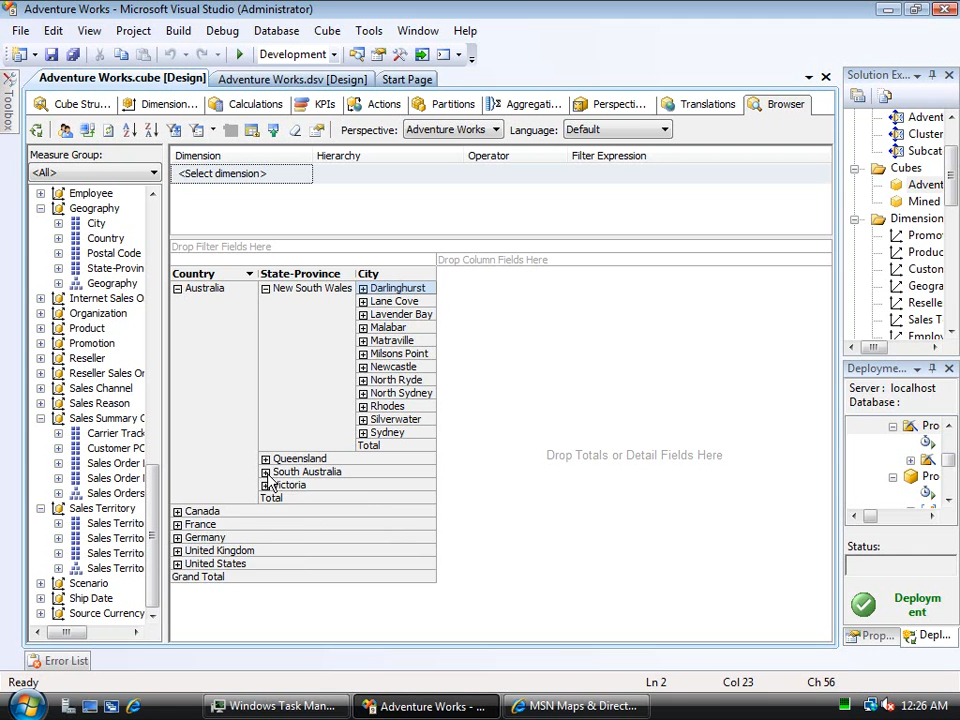 Adventure Works - Microsoft Visual Studio (Administrator)
File Edit View Project Build Debug Database Cube Tools Window Help
Development
Adventure Works.cube [Design] Adventure Works.dsv [Design] Start Page
Cube Stru... Dimension... Calculations KPIs Actions Partitions Aggregati... Perspecti... Translations Browser
Perspective: Adventure Works Language: Default
Toolbox
Measure Group:
<All>
Employee
Geography
City
Country
Postal Code
State-Provin
Geography
Internet Sales O
Organization
Product
Promotion
Reseller
Reseller Sales Or
Sales Channel
Sales Reason
Sales Summary C
Carrier Track
Customer PO
Sales Order I
Sales Order l
Sales Orders
Sales Territory
Sales Territo
Sales Territo
Sales Territo
Sales Territo
Scenario
Ship Date
Source Currency
Dimension Hierarchy Operator Filter Expression
<Select dimension>
Drop Filter Fields Here
Drop Column Fields Here
Country State-Province City
Australia New South Wales Darlinghurst
Lane Cove
Lavender Bay
Malabar
Matraville
Milsons Point
Newcastle
North Ryde
North Sydney
Rhodes
Silverwater
Sydney
Total
Queensland
South Australia
Victoria
Total
Canada
France
Germany
United Kingdom
United States
Grand Total
Drop Totals or Detail Fields Here
Solution Ex...
Advent
Cluster
Subcat
Cubes
Advent
Mined
Dimension
Promo
Produc
Custon
Geogra
Reselle
Sales T
Employ
Deployme...
Server : localhost
Database :
Pro
Pro
Status:
Deploym
ent
Prop... Depl...
Error List
Ready Ln 2 Col 23 Ch 56
Windows Task Man... Adventure Works - ... MSN Maps & Direct... 12:26 AM